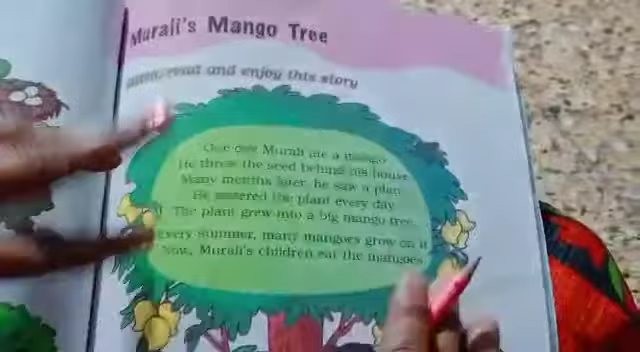 Murali's Mango Tree
read and enjoy this story
One day Murali ate a mango
He threw the seed behind his house
Many months later, he saw a plant
He watered the plant every day
The plant grew into a big mango tree
Every summer, many mangoes grow on it
Now, Murali's children eat the mangoes